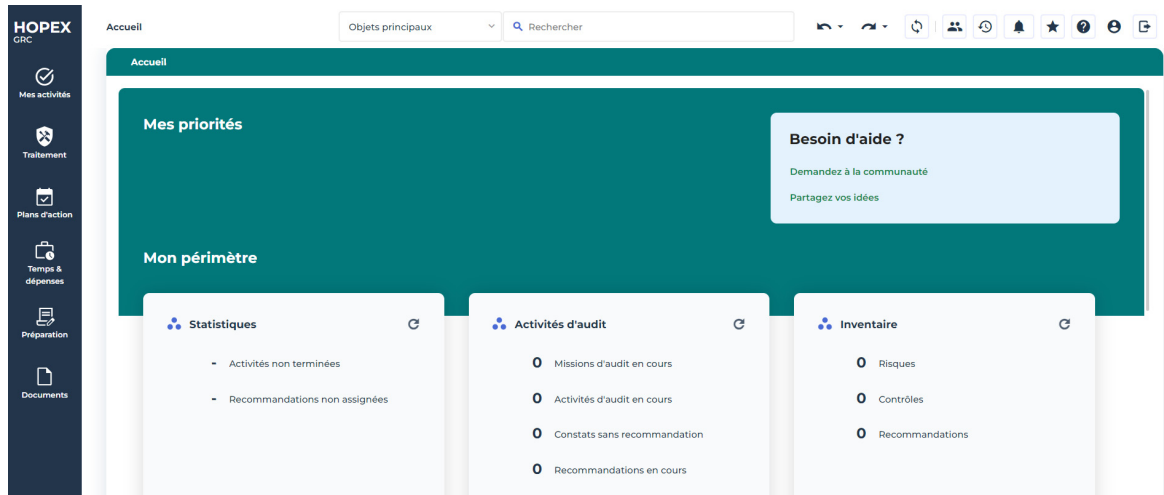 HOPEX
GRC
Accueil
Objets principaux
Rechercher
Mes activités
Traitement
Plans d'action
Temps &
dépenses
Préparation
Documents
Accueil
Mes priorités
Besoin d'aide ?
Demandez à la communauté
Partagez vos idées
Mon périmètre
Statistiques
- Activités non terminées
- Recommandations non assignées
Activités d'audit
0 Missions d'audit en cours
0 Activités d'audit en cours
0 Constats sans recommandation
0 Recommandations en cours
Inventaire
0 Risques
0 Contrôles
0 Recommandations